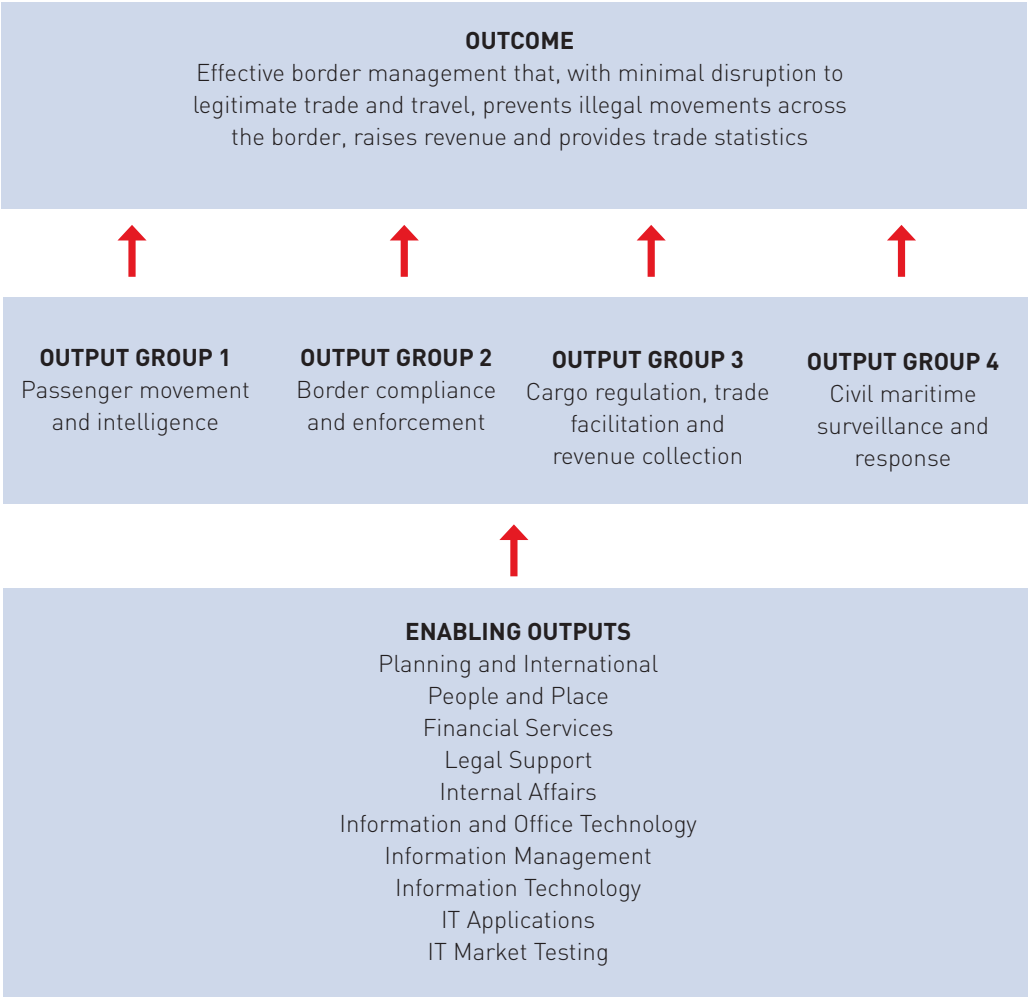 OUTCOME
Effective border management that, with minimal disruption to
legitimate trade and travel, prevents illegal movements across
the border, raises revenue and provides trade statistics
OUTPUT GROUP 1
Passenger movement
and intelligence
OUTPUT GROUP 2
Border compliance
and enforcement
OUTPUT GROUP 3
Cargo regulation, trade
facilitation and
revenue collection
OUTPUT GROUP 4
Civil maritime
surveillance and
response
ENABLING OUTPUTS
Planning and International
People and Place
Financial Services
Legal Support
Internal Affairs
Information and Office Technology
Information Management
Information Technology
IT Applications
IT Market Testing